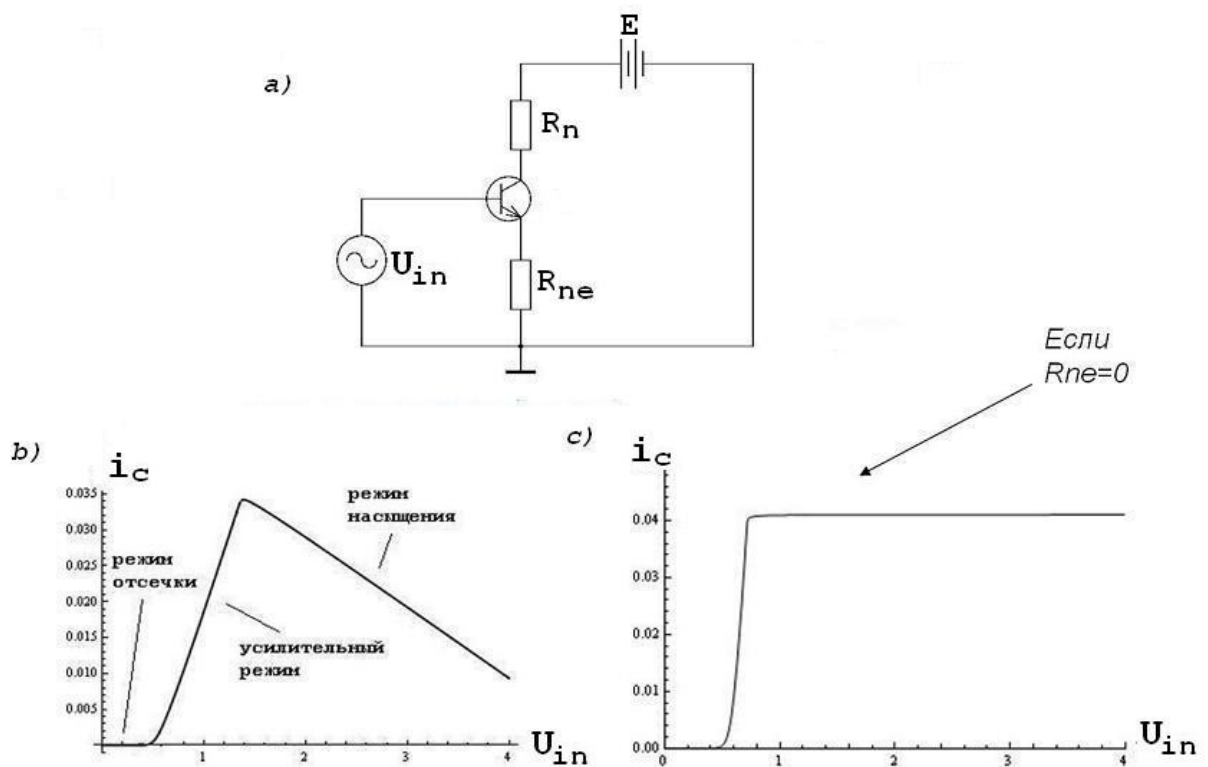 E
a)
Rn
Uin
Rne
Если
Rne=0
b)
ic
0.035
0.030
0.025
0.020
0.015
0.010
0.005
1
2
3
4
Uin
режим
насыщения
режим
отсечки
усилительный
режим
c)
ic
0.04
0.03
0.02
0.01
0.00
0
1
2
3
4
Uin